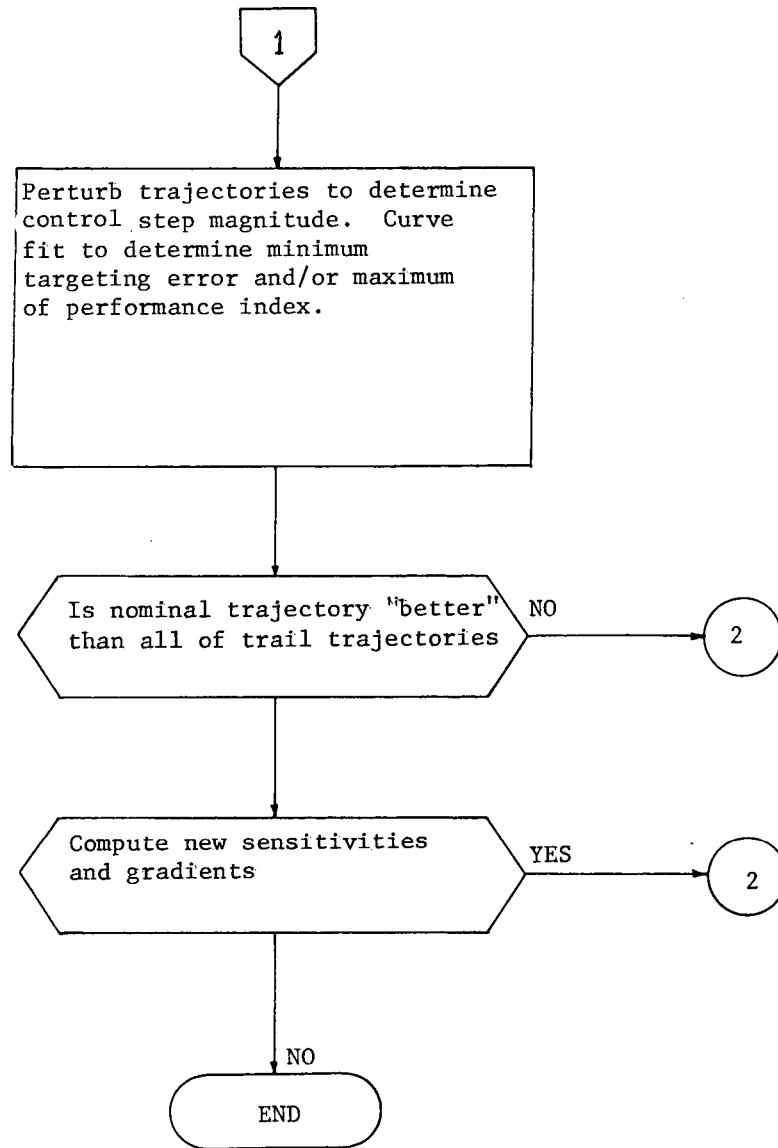 1
Perturb trajectories to determine
control step magnitude. Curve
fit to determine minimum
targeting error and/or maximum
of performance index.
Is nominal trajectory "better"
than all of trail trajectories
NO
2
Compute new sensitivities
and gradients
YES
2
NO
END